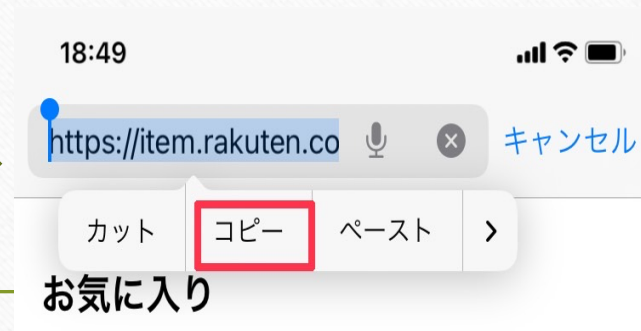 18:49
https://item.rakuten.co
キャンセル
カット コピー ペースト
お気に入り